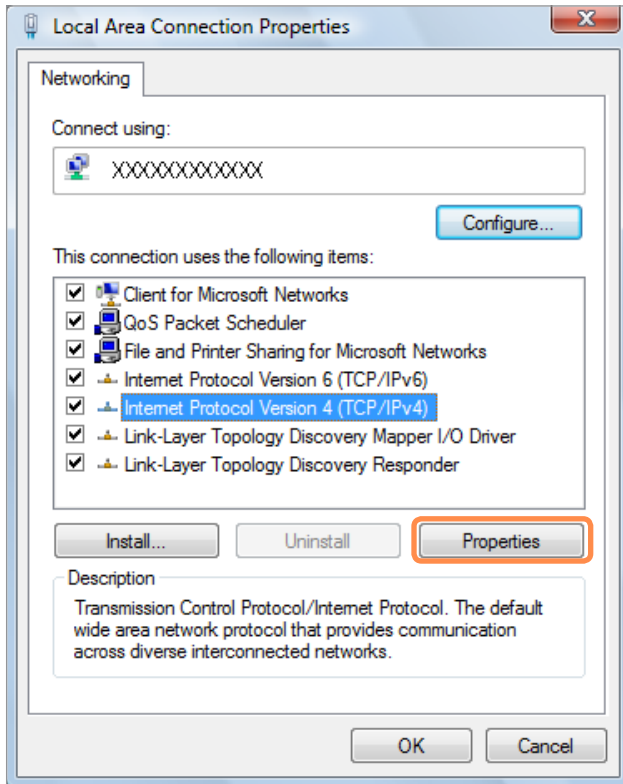 Local Area Connection Properties
Networking
Connect using:
XXXXXXXXXXXX
Configure...
This connection uses the following items:
Client for Microsoft Networks
QoS Packet Scheduler
File and Printer Sharing for Microsoft Networks
Internet Protocol Version 6 (TCP/IPv6)
Internet Protocol Version 4 (TCP/IPv4)
Link-Layer Topology Discovery Mapper I/O Driver
Link-Layer Topology Discovery Responder
Install... Uninstall Properties
Description
Transmission Control Protocol/Internet Protocol. The default
wide area network protocol that provides communication
across diverse interconnected networks.
OK Cancel